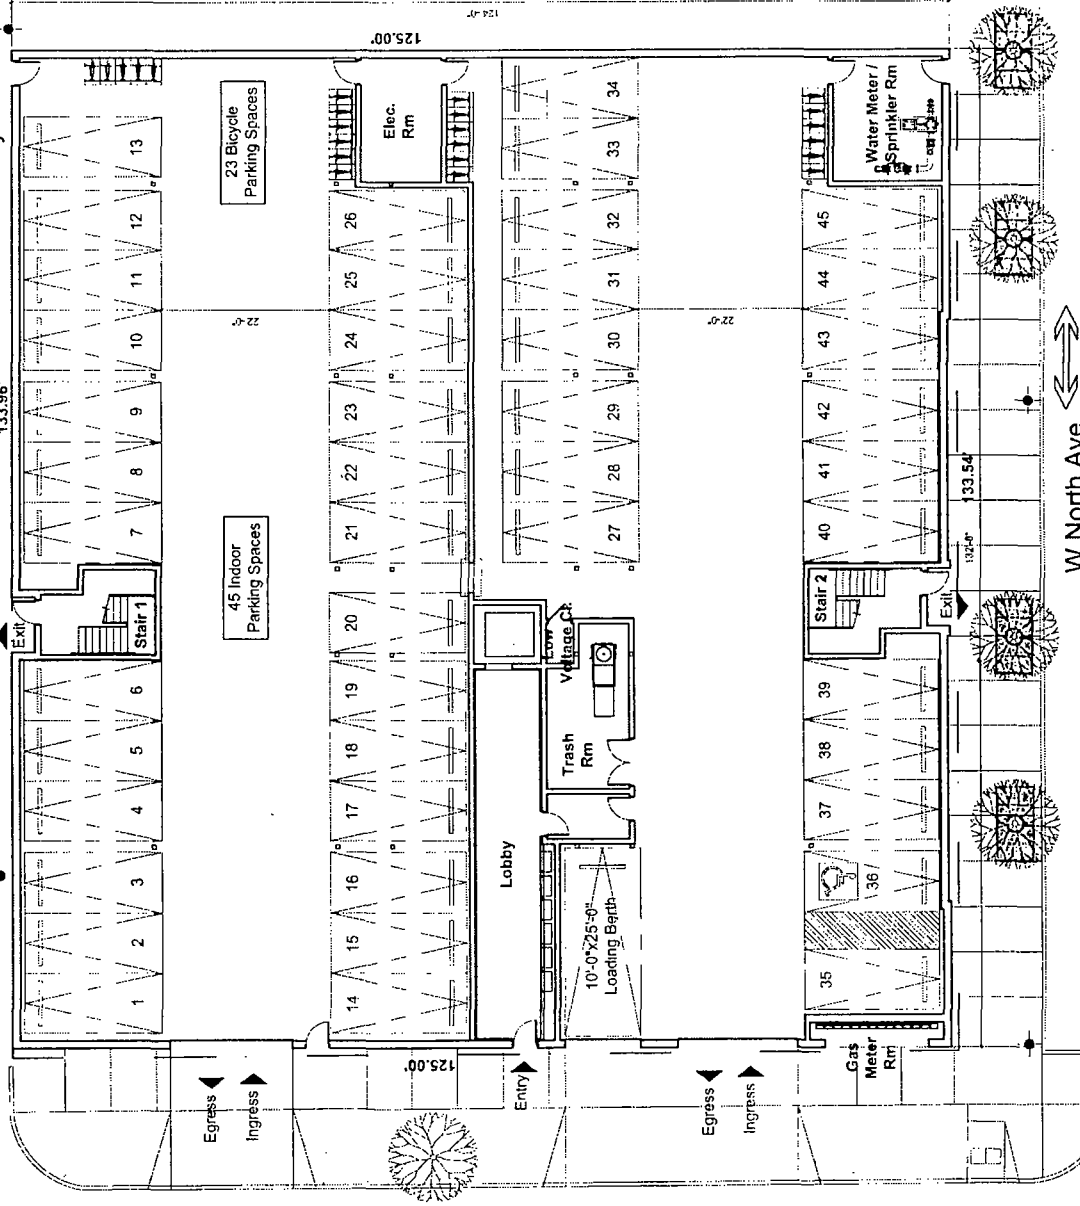 124'-0"
125.00'
133.96'
13
12
11
10
9
8
7
6
5
4
3
2
1
Exit
Stair 1
23 Bicycle
Parking Spaces
45 Indoor
Parking Spaces
22'-0"
Egress
Ingress
Elec.
Rm
26
25
24
23
22
21
20
19
18
17
16
15
14
125.00'
Lobby
Entry
Low
Voltage Cl.
Trash
Rm
10'-0"x25'-0"
Loading Berth
34
33
32
31
30
29
28
27
22'-0"
Egress
Ingress
Water Meter /
Sprinkler Rm
45
44
43
42
41
40
Stair 2
Exit
39
38
37
36
35
Gas
Meter
Rm
133.54'
132'-8"
W North Ave